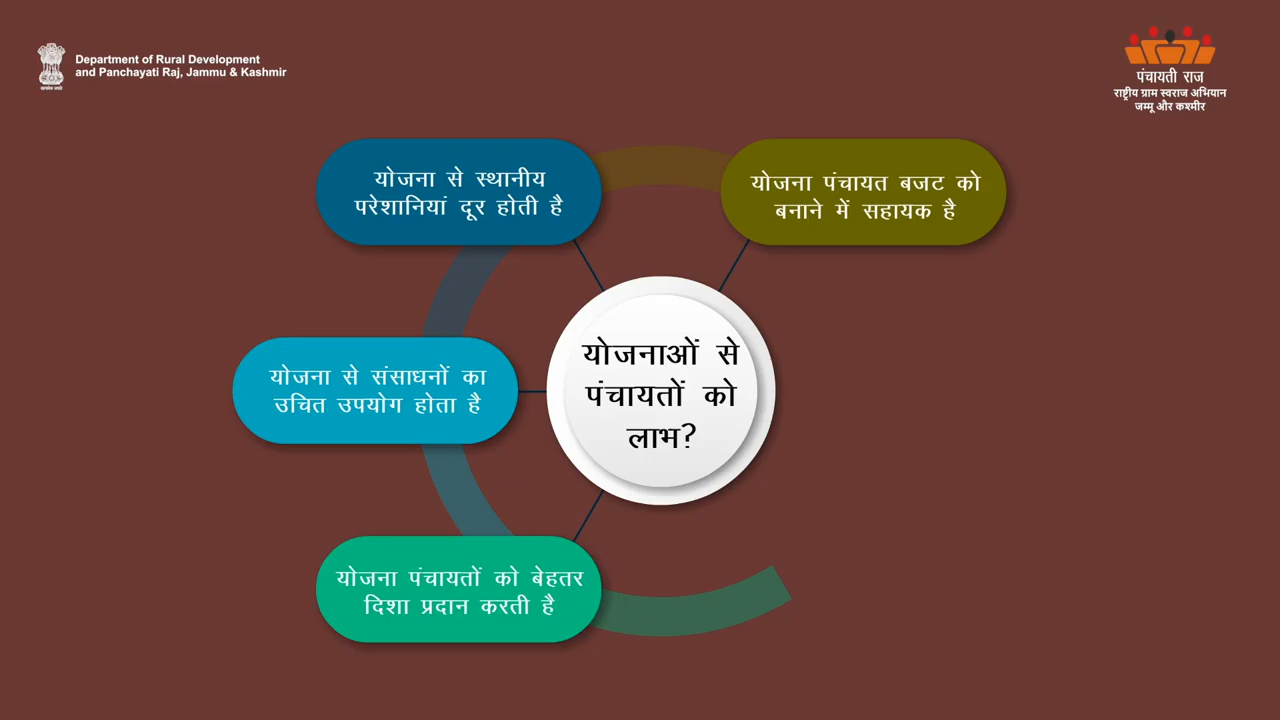 Department of Rural Development
and Panchayati Raj, Jammu & Kashmir
पंचायती राज
राष्ट्रीय ग्राम स्वराज अभियान
जम्मू और कश्मीर
योजना से स्थानीय
परेशानियां दूर होती है
योजना पंचायत बजट को
बनाने में सहायक है
योजनाओं से
पंचायतों को
लाभ?
योजना से संसाधनों का
उचित उपयोग होता है
योजना पंचायतों को बेहतर
दिशा प्रदान करती है